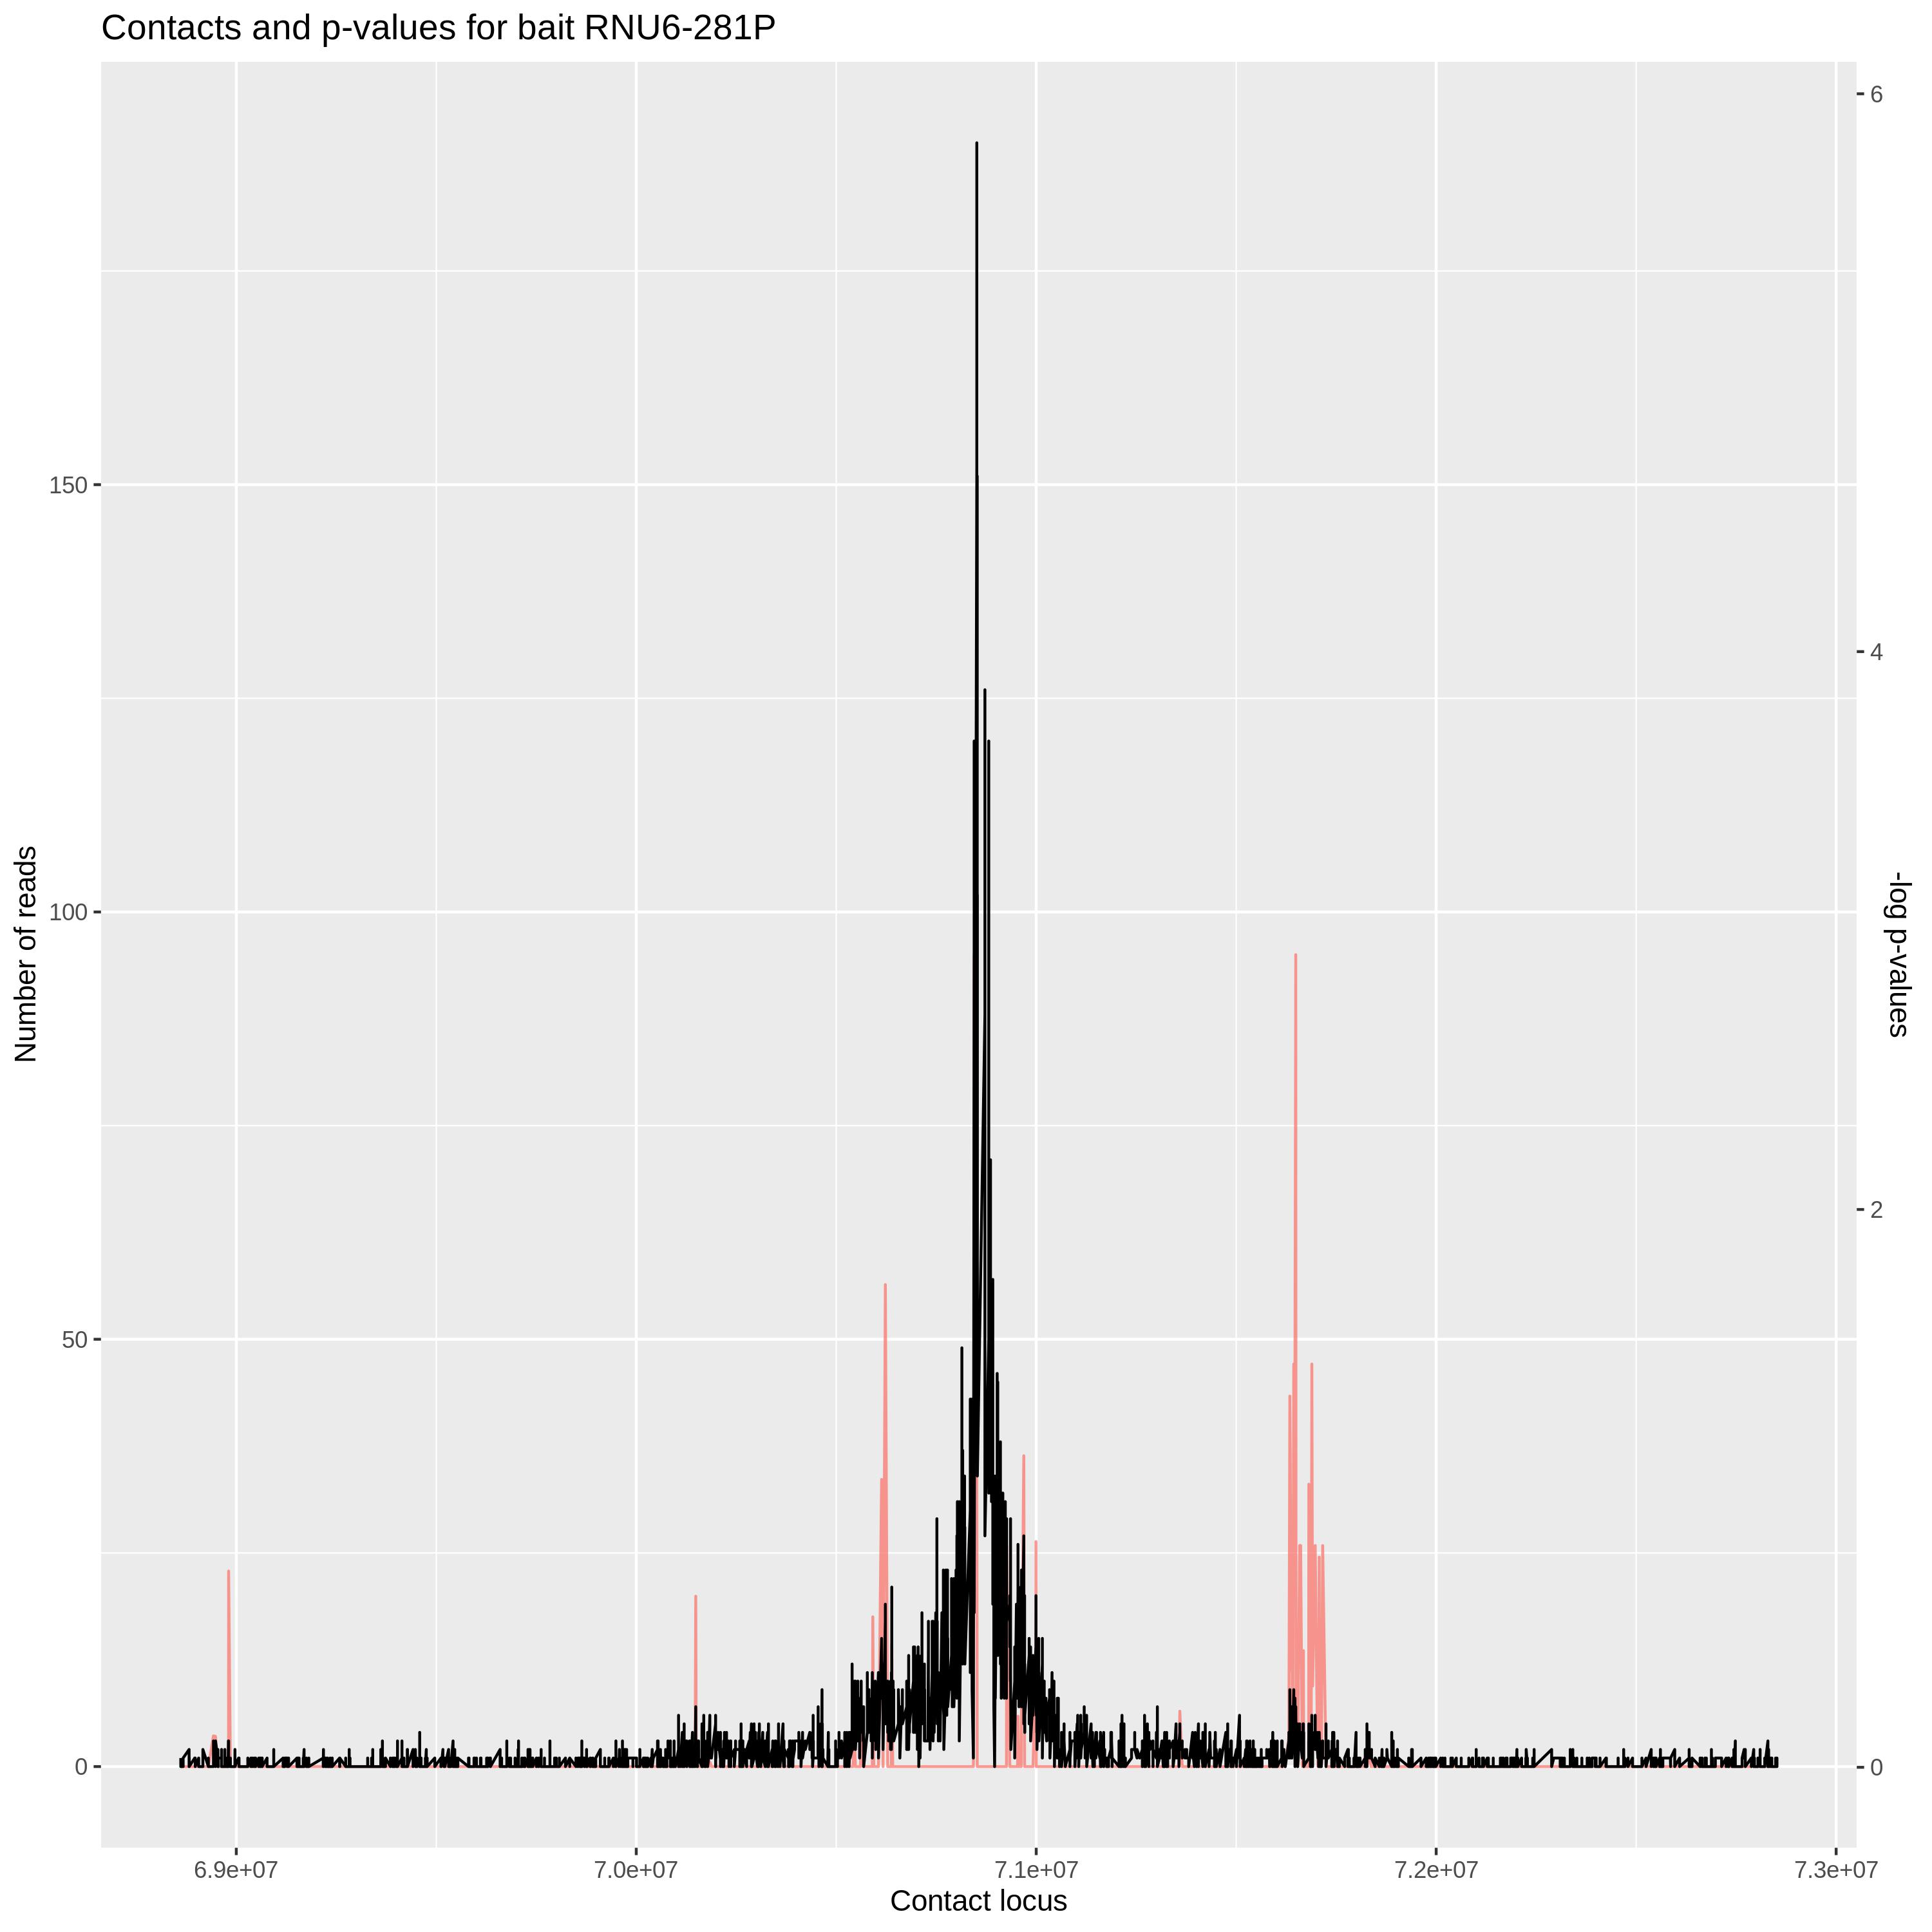 Contacts and p-values for bait RNU6-281P
6
150
4
100
Number of reads
-log p-values
2
50
0
0
6.9e+07
7.0e+07
7.1e+07
7.2e+07
7.3e+07
Contact locus